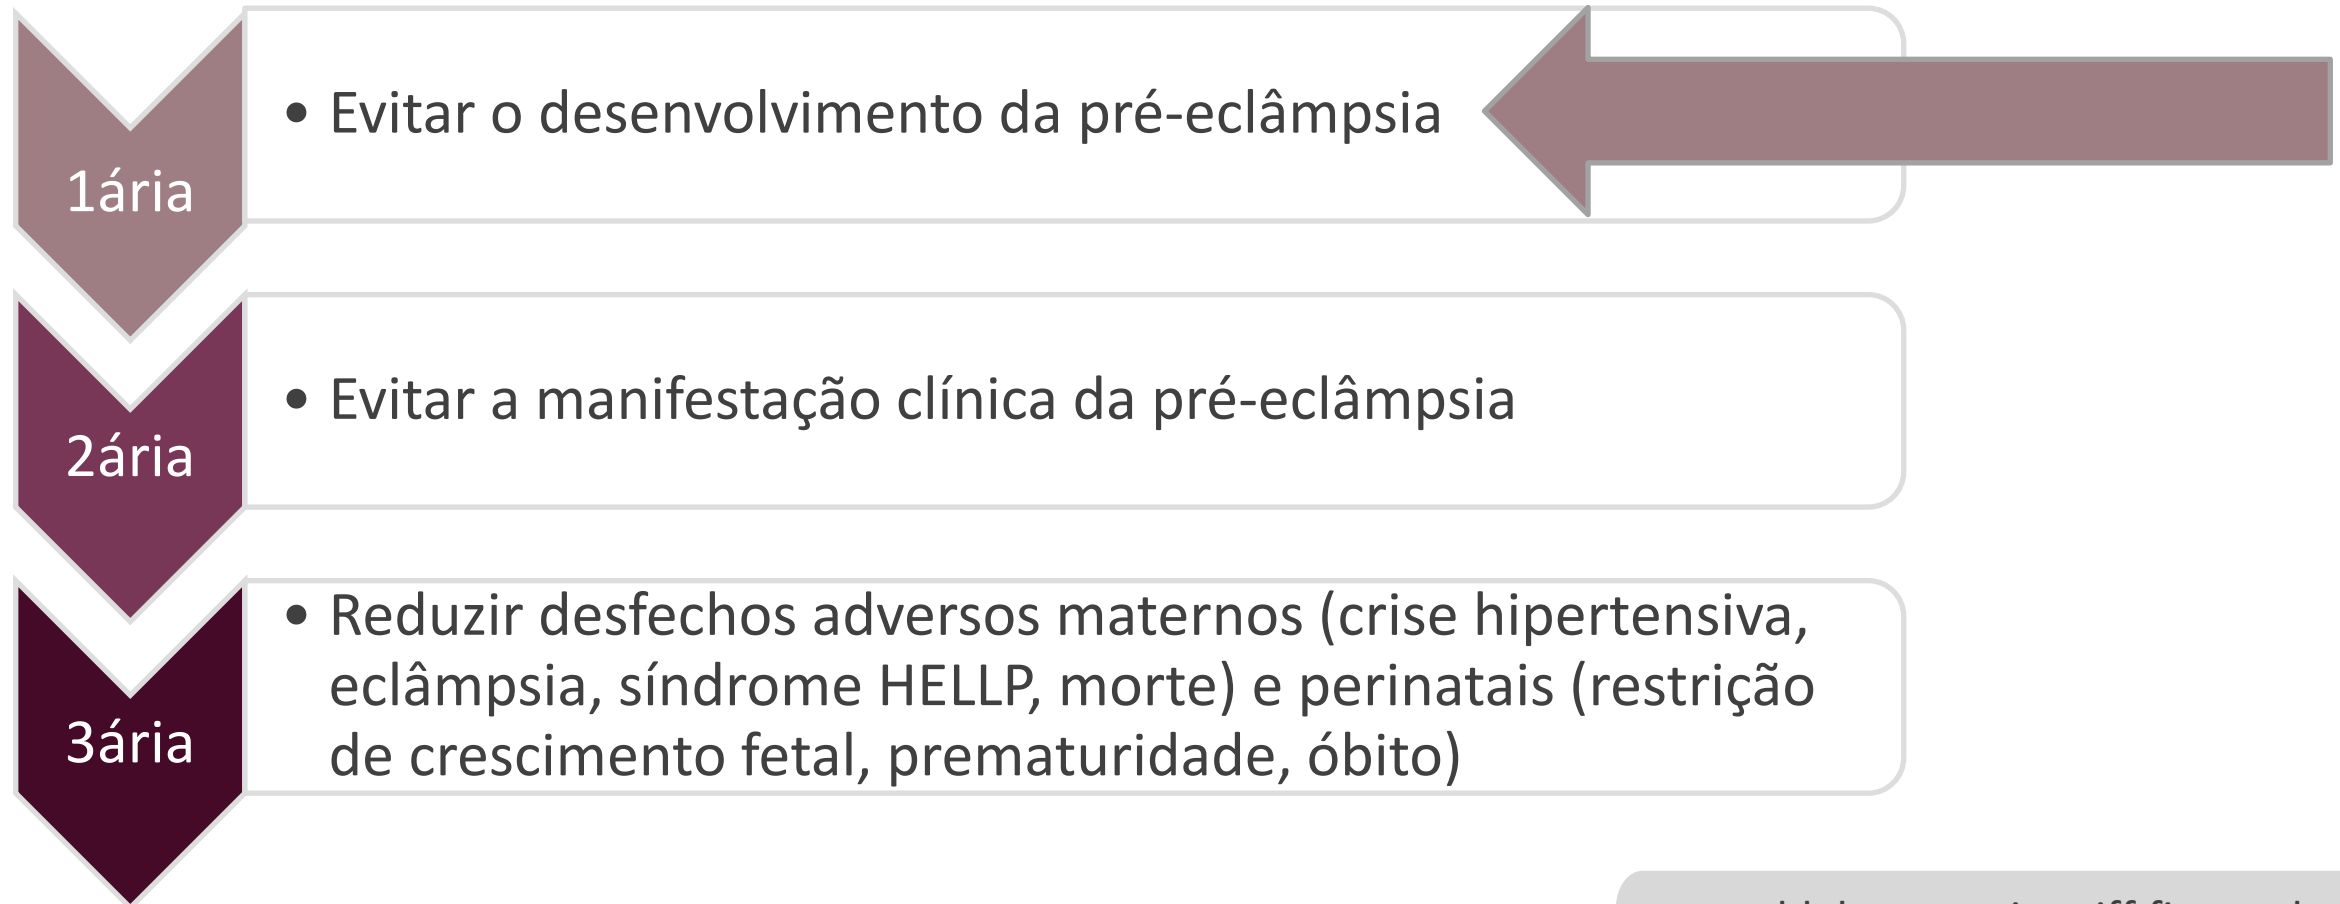 1ária
• Evitar o desenvolvimento da pré-eclâmpsia
2ária
• Evitar a manifestação clínica da pré-eclâmpsia
3ária
• Reduzir desfechos adversos maternos (crise hipertensiva,
eclâmpsia, síndrome HELLP, morte) e perinatais (restrição
de crescimento fetal, prematuridade, óbito)